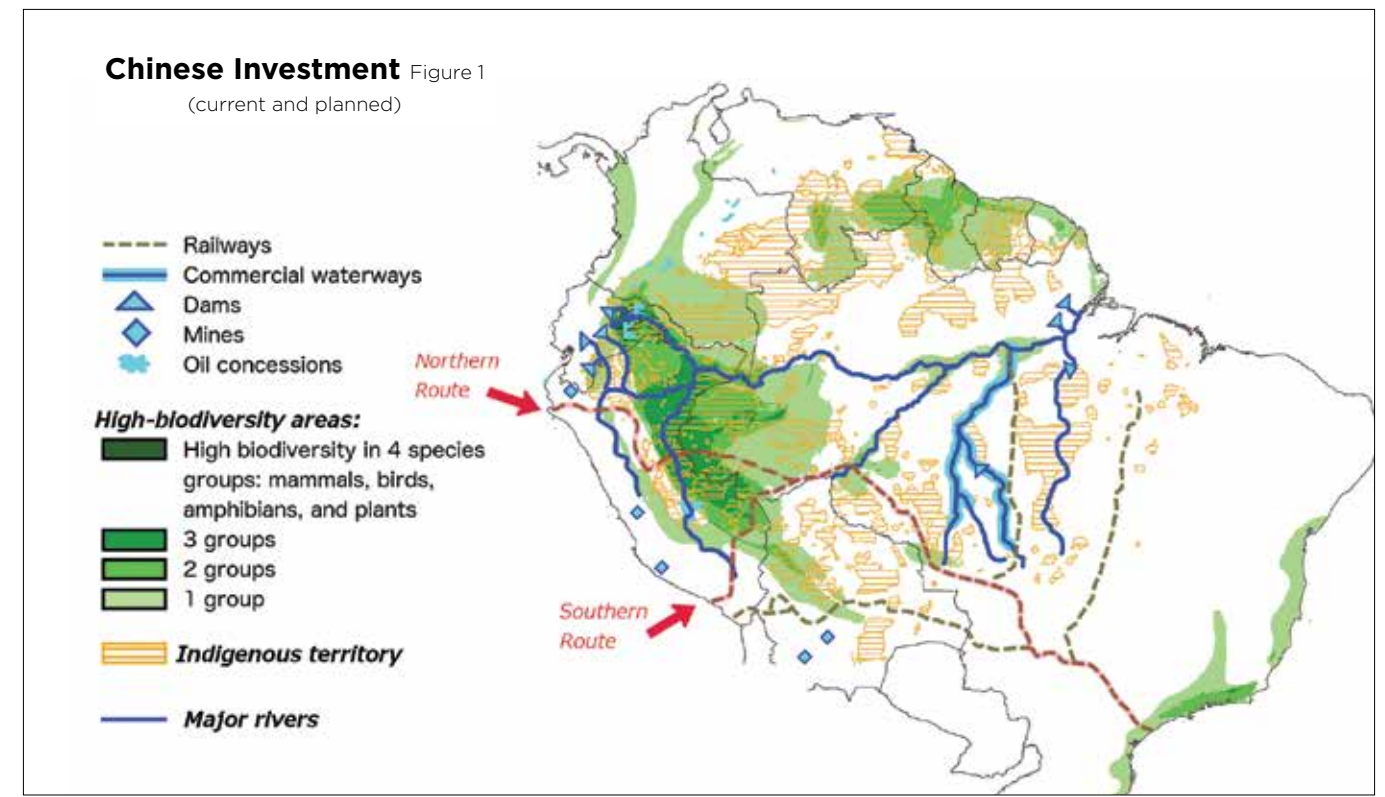 Chinese Investment Figure 1
(current and planned)
Railways
Commercial waterways
Dams
Mines
Oil concessions
High-biodiversity areas:
High biodiversity in 4 species
groups: mammals, birds,
amphibians, and plants
3 groups
2 groups
1 group
Indigenous territory
Major rivers
Northern
Route
Southern
Route